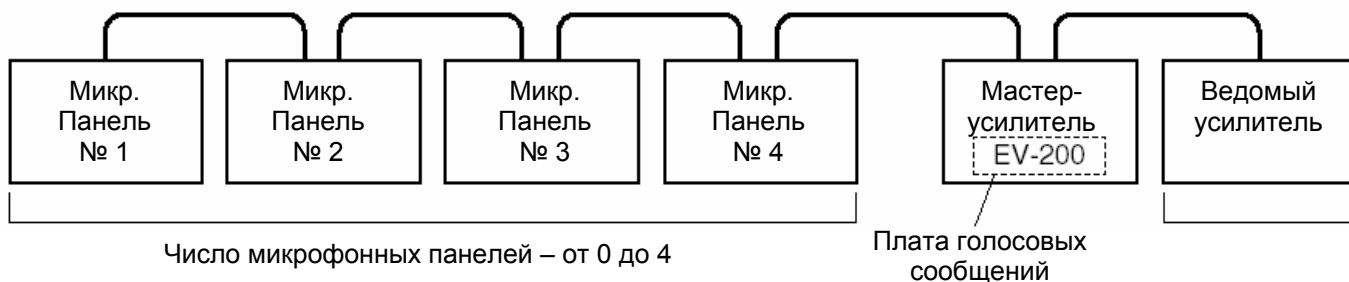 Микр.
Панель
№ 1
Микр.
Панель
№ 2
Микр.
Панель
№ 3
Микр.
Панель
№ 4
Мастер-
усилитель
EV-200
Ведомый
усилитель
Число микрофонных панелей – от 0 до 4
Плата голосовых
сообщений